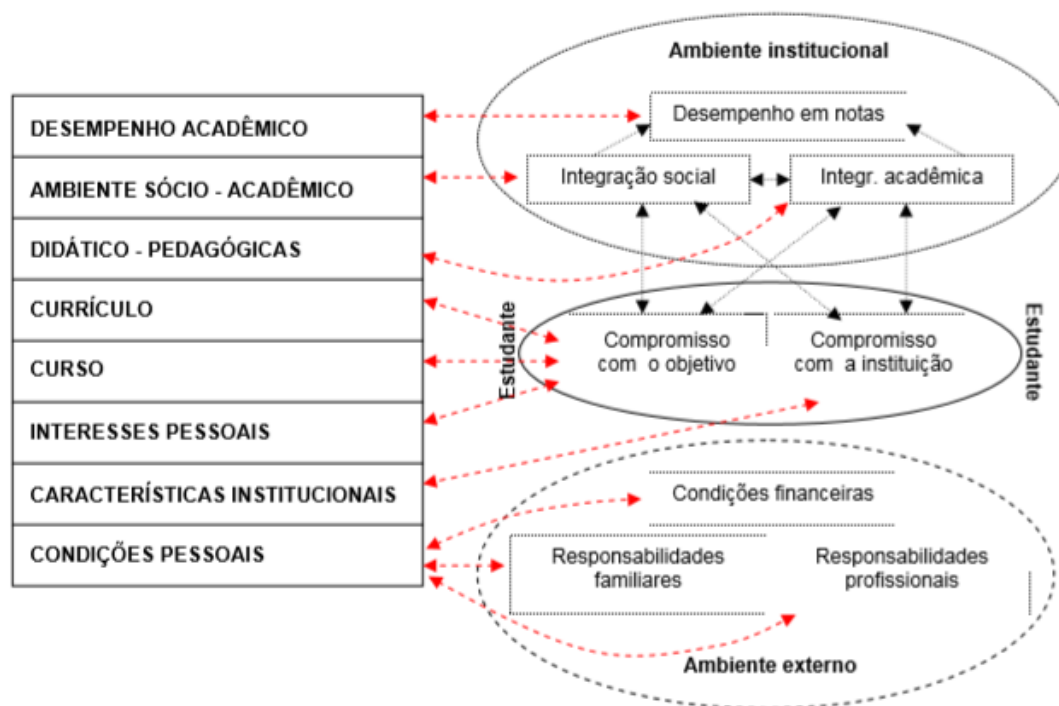 DESEMPENHO ACADÊMICO
AMBIENTE SÓCIO - ACADÊMICO
DIDÁTICO - PEDAGÓGICAS
CURRÍCULO
CURSO
INTERESSES PESSOAIS
CARACTERÍSTICAS INSTITUCIONAIS
CONDIÇÕES PESSOAIS
Ambiente institucional
Desempenho em notas
Integração social
Integr. acadêmica
Estudante
Compromisso
com o objetivo
Compromisso
com a instituição
Estudante
Condições financeiras
Responsabilidades
familiares
Responsabilidades
profissionais
Ambiente externo